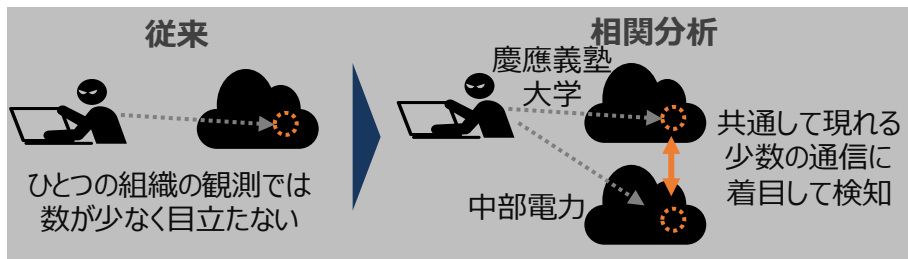 従来
ひとつの組織の観測では
数が少なく目立たない
相関分析
慶應義塾
大学
中部電力
共通して現れる
少数の通信に
着目して検知